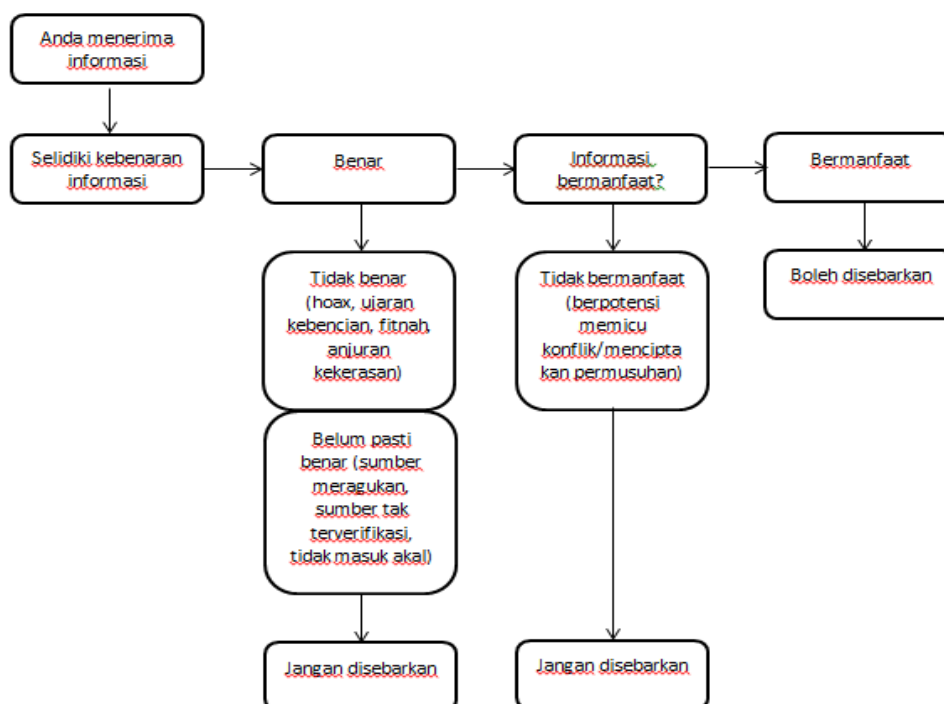 Anda menerima
informasi
Selidiki kebenaran
informasi
Benar
Informasi
bermanfaat?
Bermanfaat
Tidak benar
(hoax, ujaran
kebencian, fitnah,
anjuran
kekerasan)
Tidak bermanfaat
(berpotensi
memicu
konflik/mencipta
kan permusuhan)
Boleh disebarkan
Belum pasti
benar (sumber
meragukan,
sumber tak
terverifikasi,
tidak masuk akal)
Jangan disebarkan
Jangan disebarkan